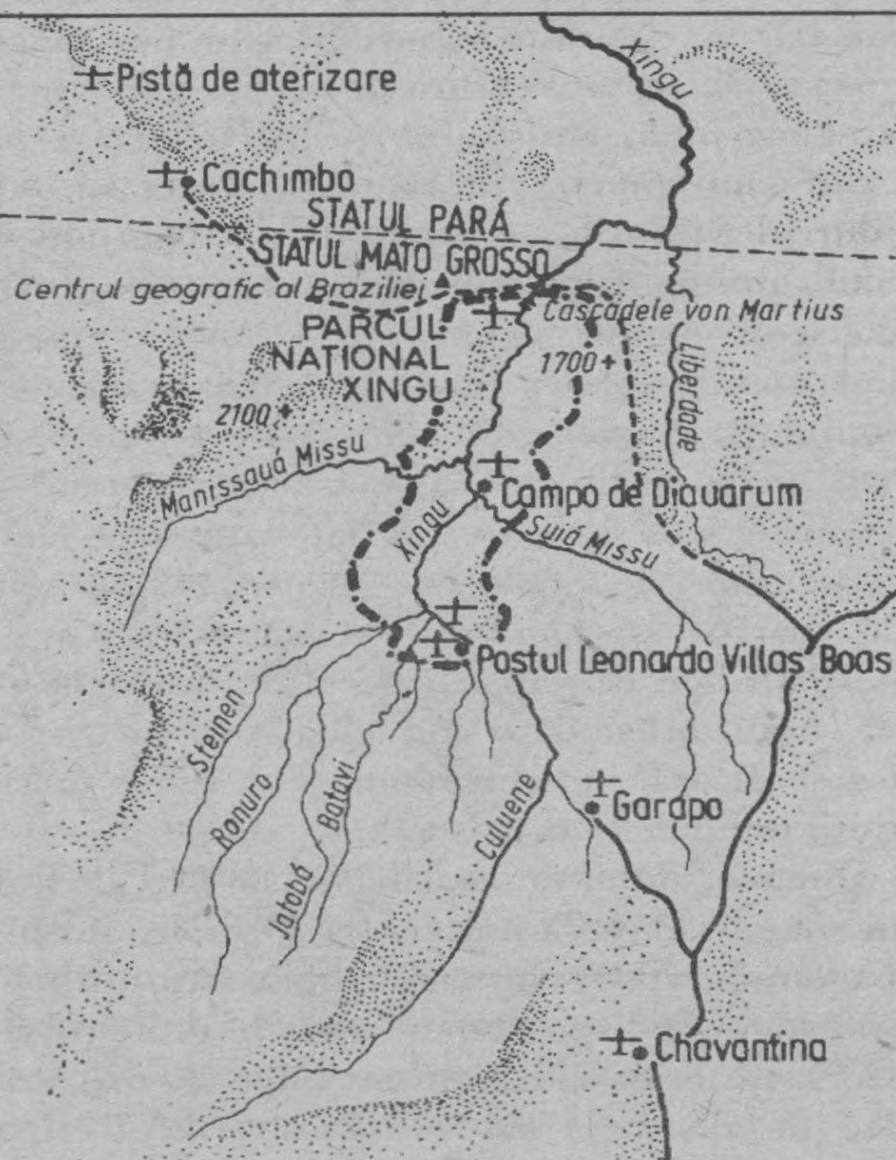 Xingu
Pistă de aterizare
Cachimbo
STATUL PARÁ
STATUL MATO GROSSO
Centrul geografic al Braziliei
Cascadele von Martius
PARCUL
NATIONAL
XINGU
1700
Liberdade
2100
Manissauá Missu
Campo de Diauarum
Xingu
Suiá Missu
Postul Leonardo Villas Boas
Steinen
Ronuro
Batovi
Jatobá
Culuene
Garapo
Chavantina